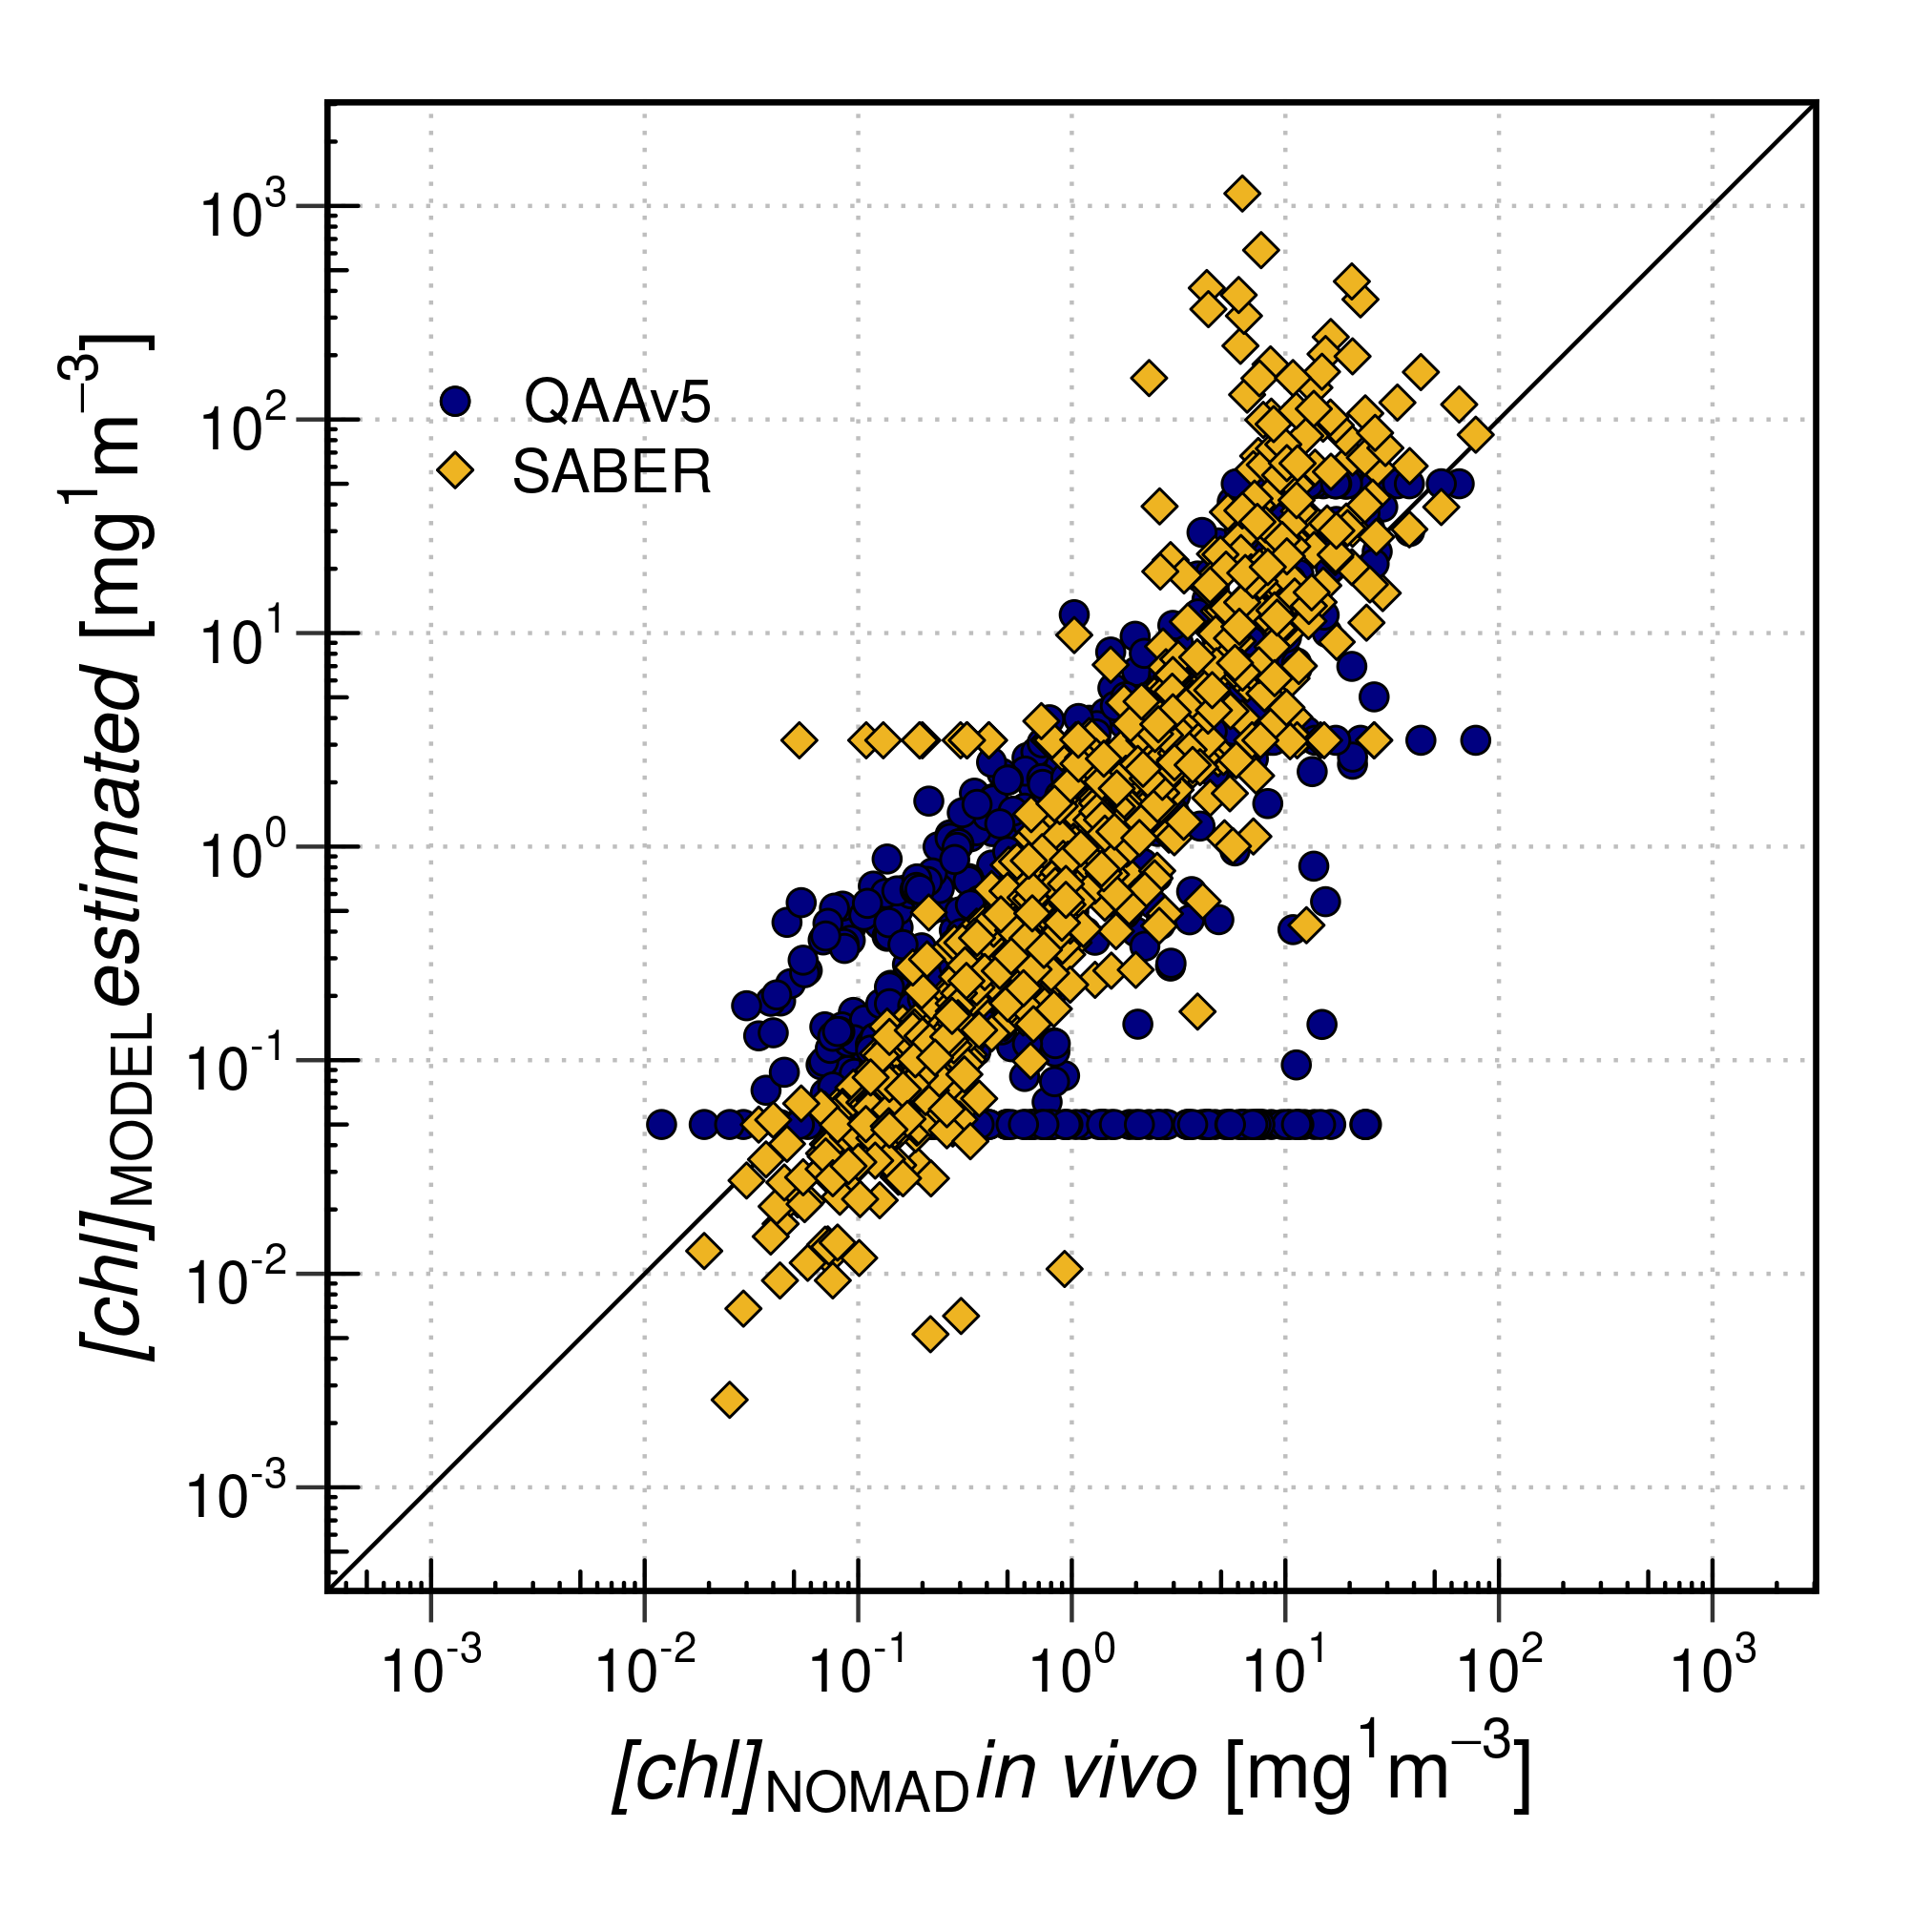 [chl]MODEL estimated [mg¹m⁻³]
10³
10²
10¹
10⁰
10⁻¹
10⁻²
10⁻³
QAAv5
SABER
10⁻³ 10⁻² 10⁻¹ 10⁰ 10¹ 10² 10³
[chl]NOMAD in vivo [mg¹m⁻³]